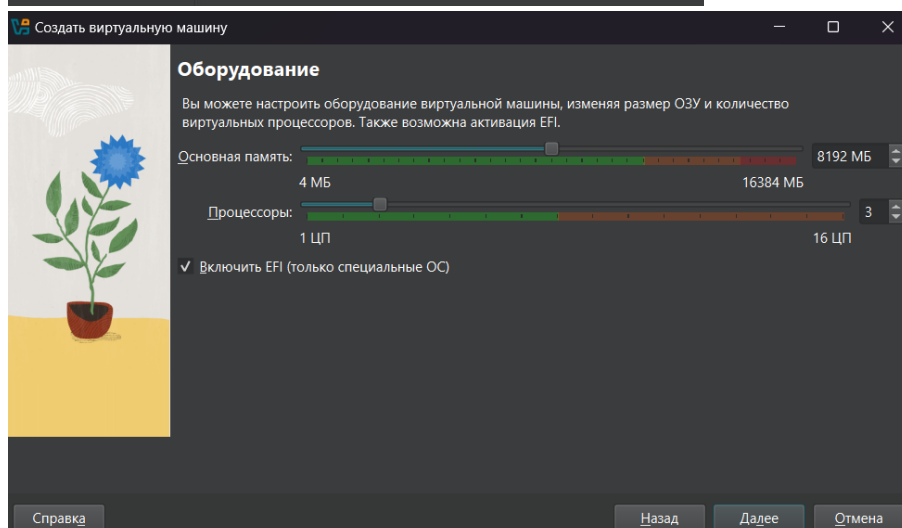 Создать виртуальную машину
Оборудование
Вы можете настроить оборудование виртуальной машины, изменяя размер ОЗУ и количество
виртуальных процессоров. Также возможна активация EFI.
Основная память:
8192 МБ
4 МБ
16384 МБ
Процессоры:
3
1 ЦП
16 ЦП
Включить EFI (только специальные ОС)
Справка
Назад
Далее
Отмена